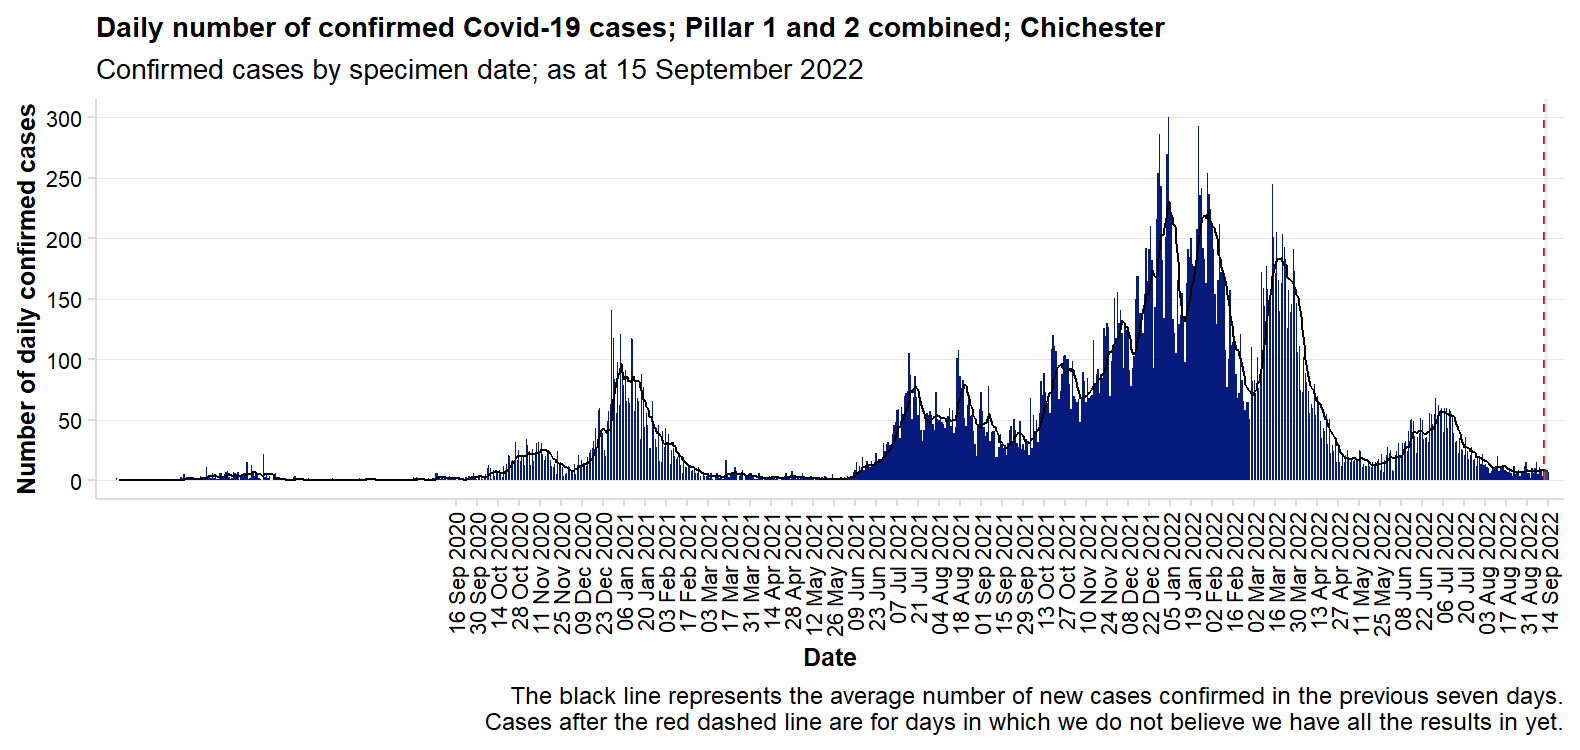 Daily number of confirmed Covid-19 cases; Pillar 1 and 2 combined; Chichester
Confirmed cases by specimen date; as at 15 September 2022
Number of daily confirmed cases
300
250
200
150
100
50
0
16 Sep 2020
30 Sep 2020
14 Oct 2020
28 Oct 2020
11 Nov 2020
25 Nov 2020
09 Dec 2020
23 Dec 2020
06 Jan 2021
20 Jan 2021
03 Feb 2021
17 Feb 2021
03 Mar 2021
17 Mar 2021
31 Mar 2021
14 Apr 2021
28 Apr 2021
12 May 2021
26 May 2021
09 Jun 2021
23 Jun 2021
07 Jul 2021
21 Jul 2021
04 Aug 2021
18 Aug 2021
01 Sep 2021
15 Sep 2021
29 Sep 2021
13 Oct 2021
27 Oct 2021
10 Nov 2021
24 Nov 2021
08 Dec 2021
22 Dec 2021
05 Jan 2022
19 Jan 2022
02 Feb 2022
16 Feb 2022
02 Mar 2022
16 Mar 2022
30 Mar 2022
13 Apr 2022
27 Apr 2022
11 May 2022
25 May 2022
08 Jun 2022
22 Jun 2022
06 Jul 2022
20 Jul 2022
03 Aug 2022
17 Aug 2022
31 Aug 2022
14 Sep 2022
Date
The black line represents the average number of new cases confirmed in the previous seven days.
Cases after the red dashed line are for days in which we do not believe we have all the results in yet.